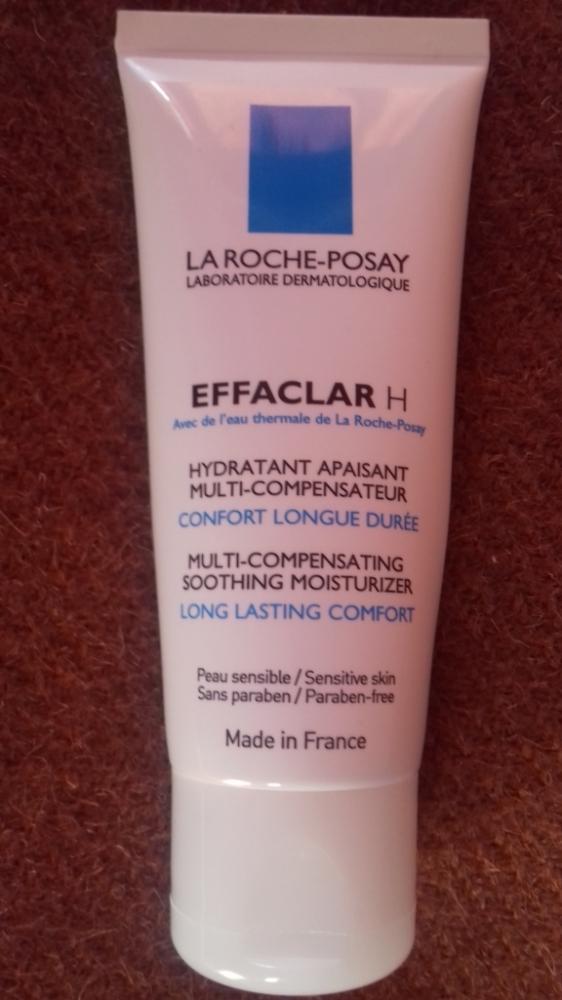 LA ROCHE-POSAY
LABORATOIRE DERMATOLOGIQUE
EFFACLAR H
Avec de l'eau thermale de La Roche-Posay
HYDRATANT APAISANT
MULTI-COMPENSATEUR
CONFORT LONGUE DURÉE
MULTI-COMPENSATING
SOOTHING MOISTURIZER
LONG LASTING COMFORT
Peau sensible / Sensitive skin
Sans paraben / Paraben-free
Made in France